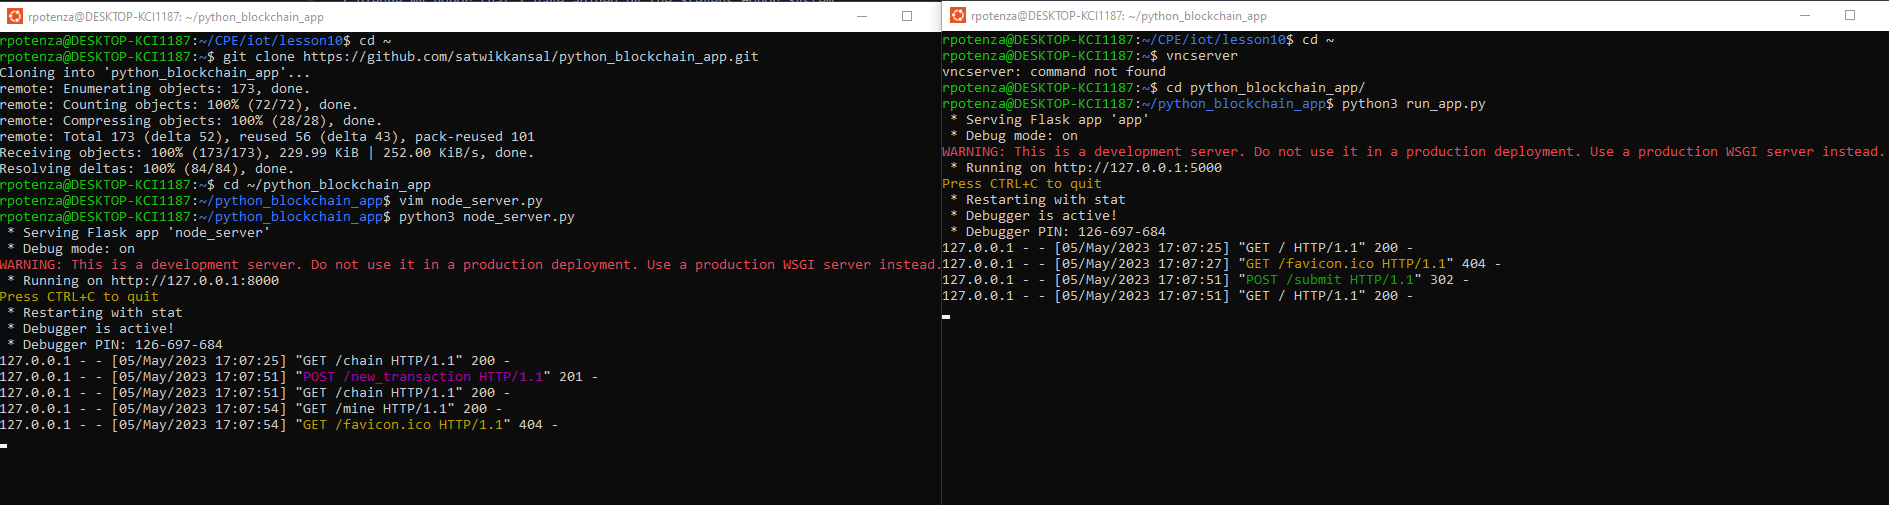 rpotenza@DESKTOP-KCI1187: ~/python_blockchain_app
rpotenza@DESKTOP-KCI1187:~/CPE/iot/lesson10$ cd ~
rpotenza@DESKTOP-KCI1187:~$ git clone https://github.com/satwikkansal/python_blockchain_app.git
Cloning into 'python_blockchain_app'...
remote: Enumerating objects: 173, done.
remote: Counting objects: 100% (72/72), done.
remote: Compressing objects: 100% (28/28), done.
remote: Total 173 (delta 52), reused 56 (delta 43), pack-reused 101
Receiving objects: 100% (173/173), 229.99 KiB | 252.00 KiB/s, done.
Resolving deltas: 100% (84/84), done.
rpotenza@DESKTOP-KCI1187:~$ cd ~/python_blockchain_app
rpotenza@DESKTOP-KCI1187:~/python_blockchain_app$ vim node_server.py
rpotenza@DESKTOP-KCI1187:~/python_blockchain_app$ python3 node_server.py
 * Serving Flask app 'node_server'
 * Debug mode: on
WARNING: This is a development server. Do not use it in a production deployment. Use a production WSGI server instead.
 * Running on http://127.0.0.1:8000
Press CTRL+C to quit
 * Restarting with stat
 * Debugger is active!
 * Debugger PIN: 126-697-684
127.0.0.1 - - [05/May/2023 17:07:25] "GET /chain HTTP/1.1" 200 -
127.0.0.1 - - [05/May/2023 17:07:51] "POST /new_transaction HTTP/1.1" 201 -
127.0.0.1 - - [05/May/2023 17:07:51] "GET /chain HTTP/1.1" 200 -
127.0.0.1 - - [05/May/2023 17:07:54] "GET /mine HTTP/1.1" 200 -
127.0.0.1 - - [05/May/2023 17:07:54] "GET /favicon.ico HTTP/1.1" 404 -
rpotenza@DESKTOP-KCI1187: ~/python_blockchain_app
rpotenza@DESKTOP-KCI1187:~/CPE/iot/lesson10$ cd ~
rpotenza@DESKTOP-KCI1187:~$ vncserver
vncserver: command not found
rpotenza@DESKTOP-KCI1187:~$ cd python_blockchain_app/
rpotenza@DESKTOP-KCI1187:~/python_blockchain_app$ python3 run_app.py
 * Serving Flask app 'app'
 * Debug mode: on
WARNING: This is a development server. Do not use it in a production deployment. Use a production WSGI server instead.
 * Running on http://127.0.0.1:5000
Press CTRL+C to quit
 * Restarting with stat
 * Debugger is active!
 * Debugger PIN: 126-697-684
127.0.0.1 - - [05/May/2023 17:07:25] "GET / HTTP/1.1" 200 -
127.0.0.1 - - [05/May/2023 17:07:27] "GET /favicon.ico HTTP/1.1" 404 -
127.0.0.1 - - [05/May/2023 17:07:51] "POST /submit HTTP/1.1" 302 -
127.0.0.1 - - [05/May/2023 17:07:51] "GET / HTTP/1.1" 200 -